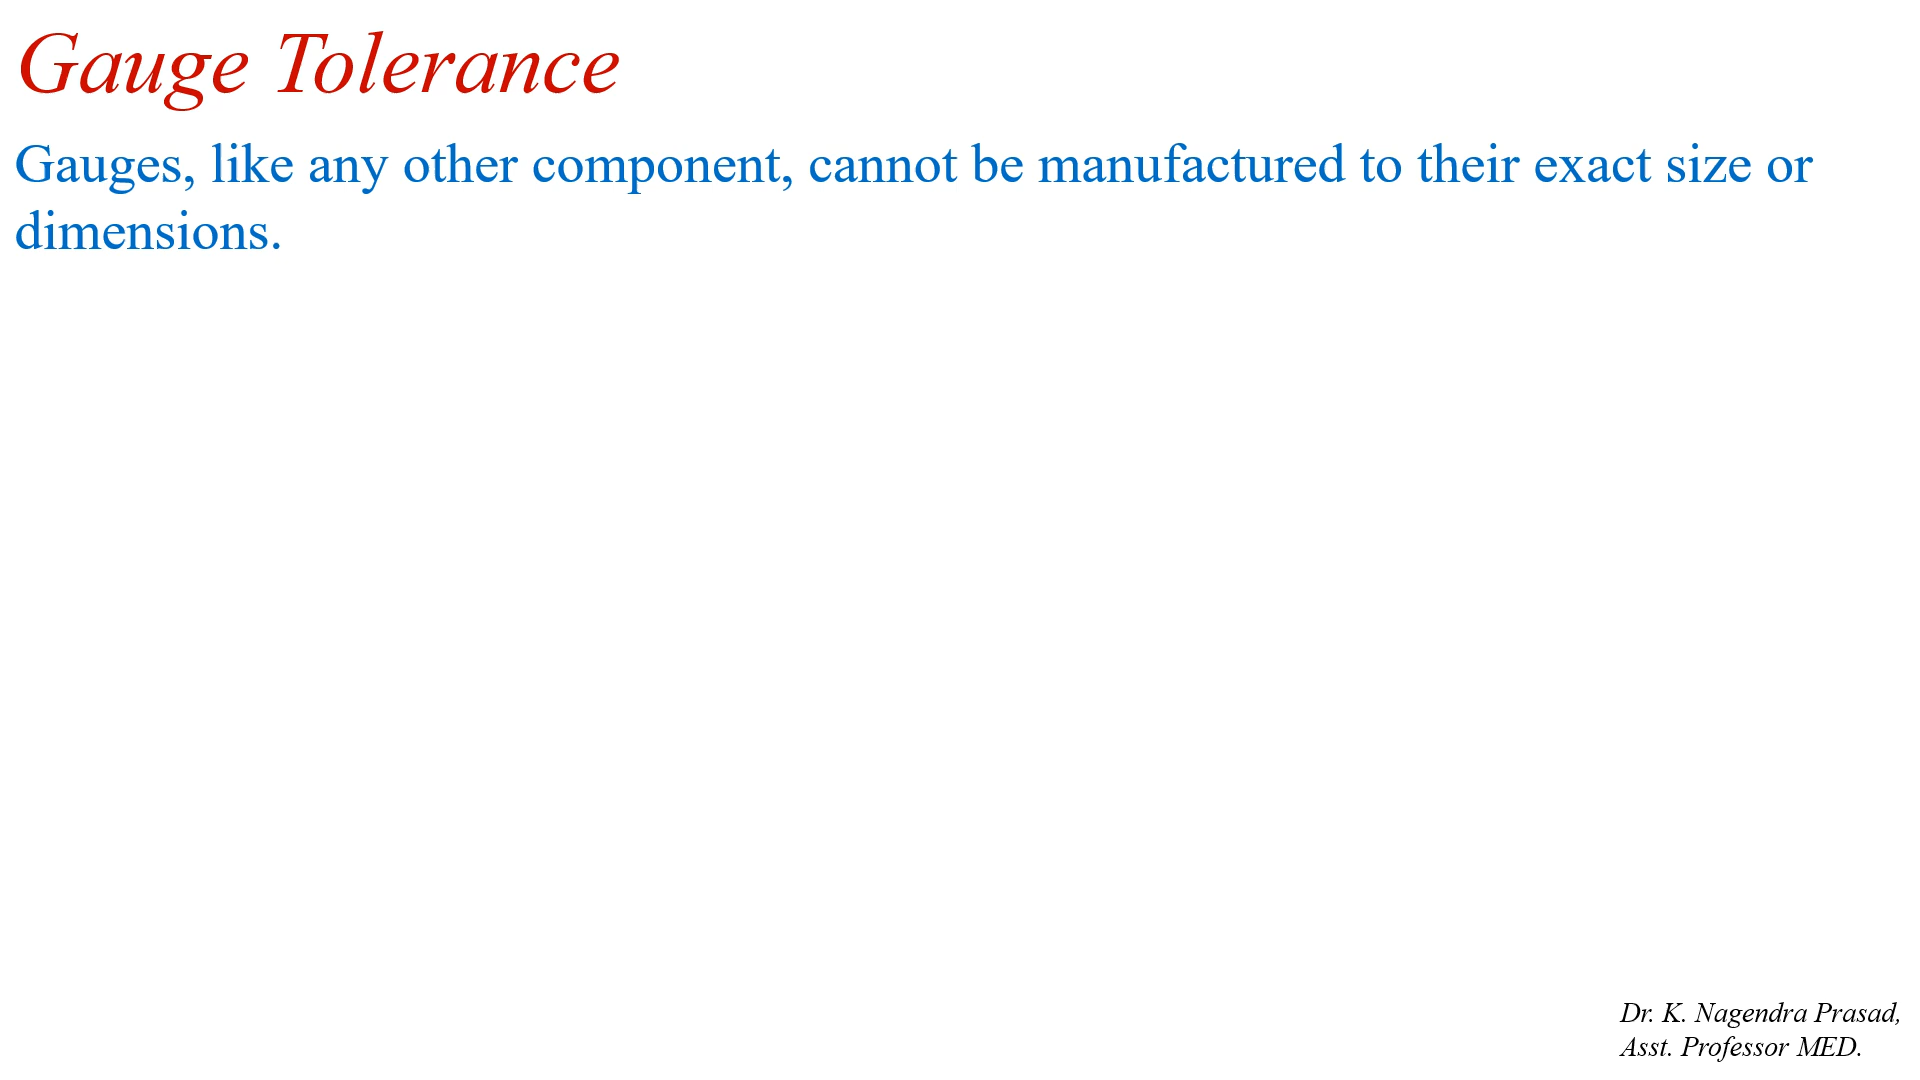 Gauge Tolerance
Gauges, like any other component, cannot be manufactured to their exact size or
dimensions.
Dr. K. Nagendra Prasad,
Asst. Professor MED.